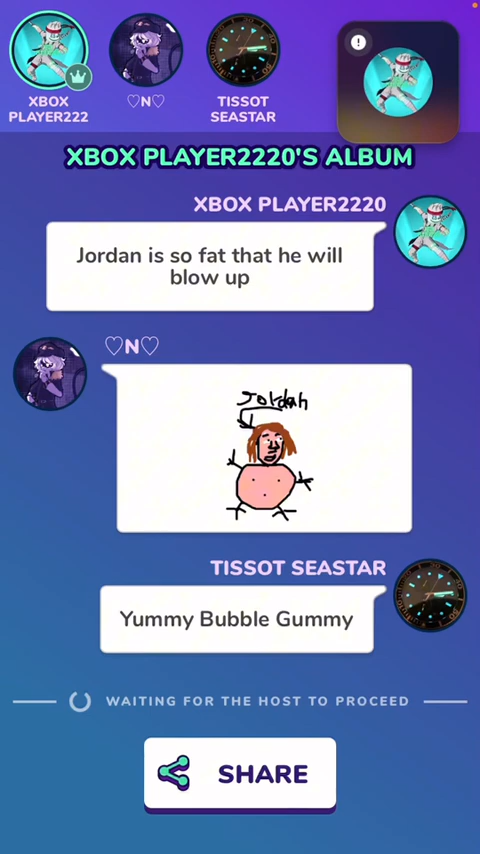 XBOX
PLAYER222
♡N♡
TISSOT
SEASTAR
XBOX PLAYER2220'S ALBUM
XBOX PLAYER2220
Jordan is so fat that he will
blow up
♡N♡
Jordan
TISSOT SEASTAR
Yummy Bubble Gummy
WAITING FOR THE HOST TO PROCEED
SHARE